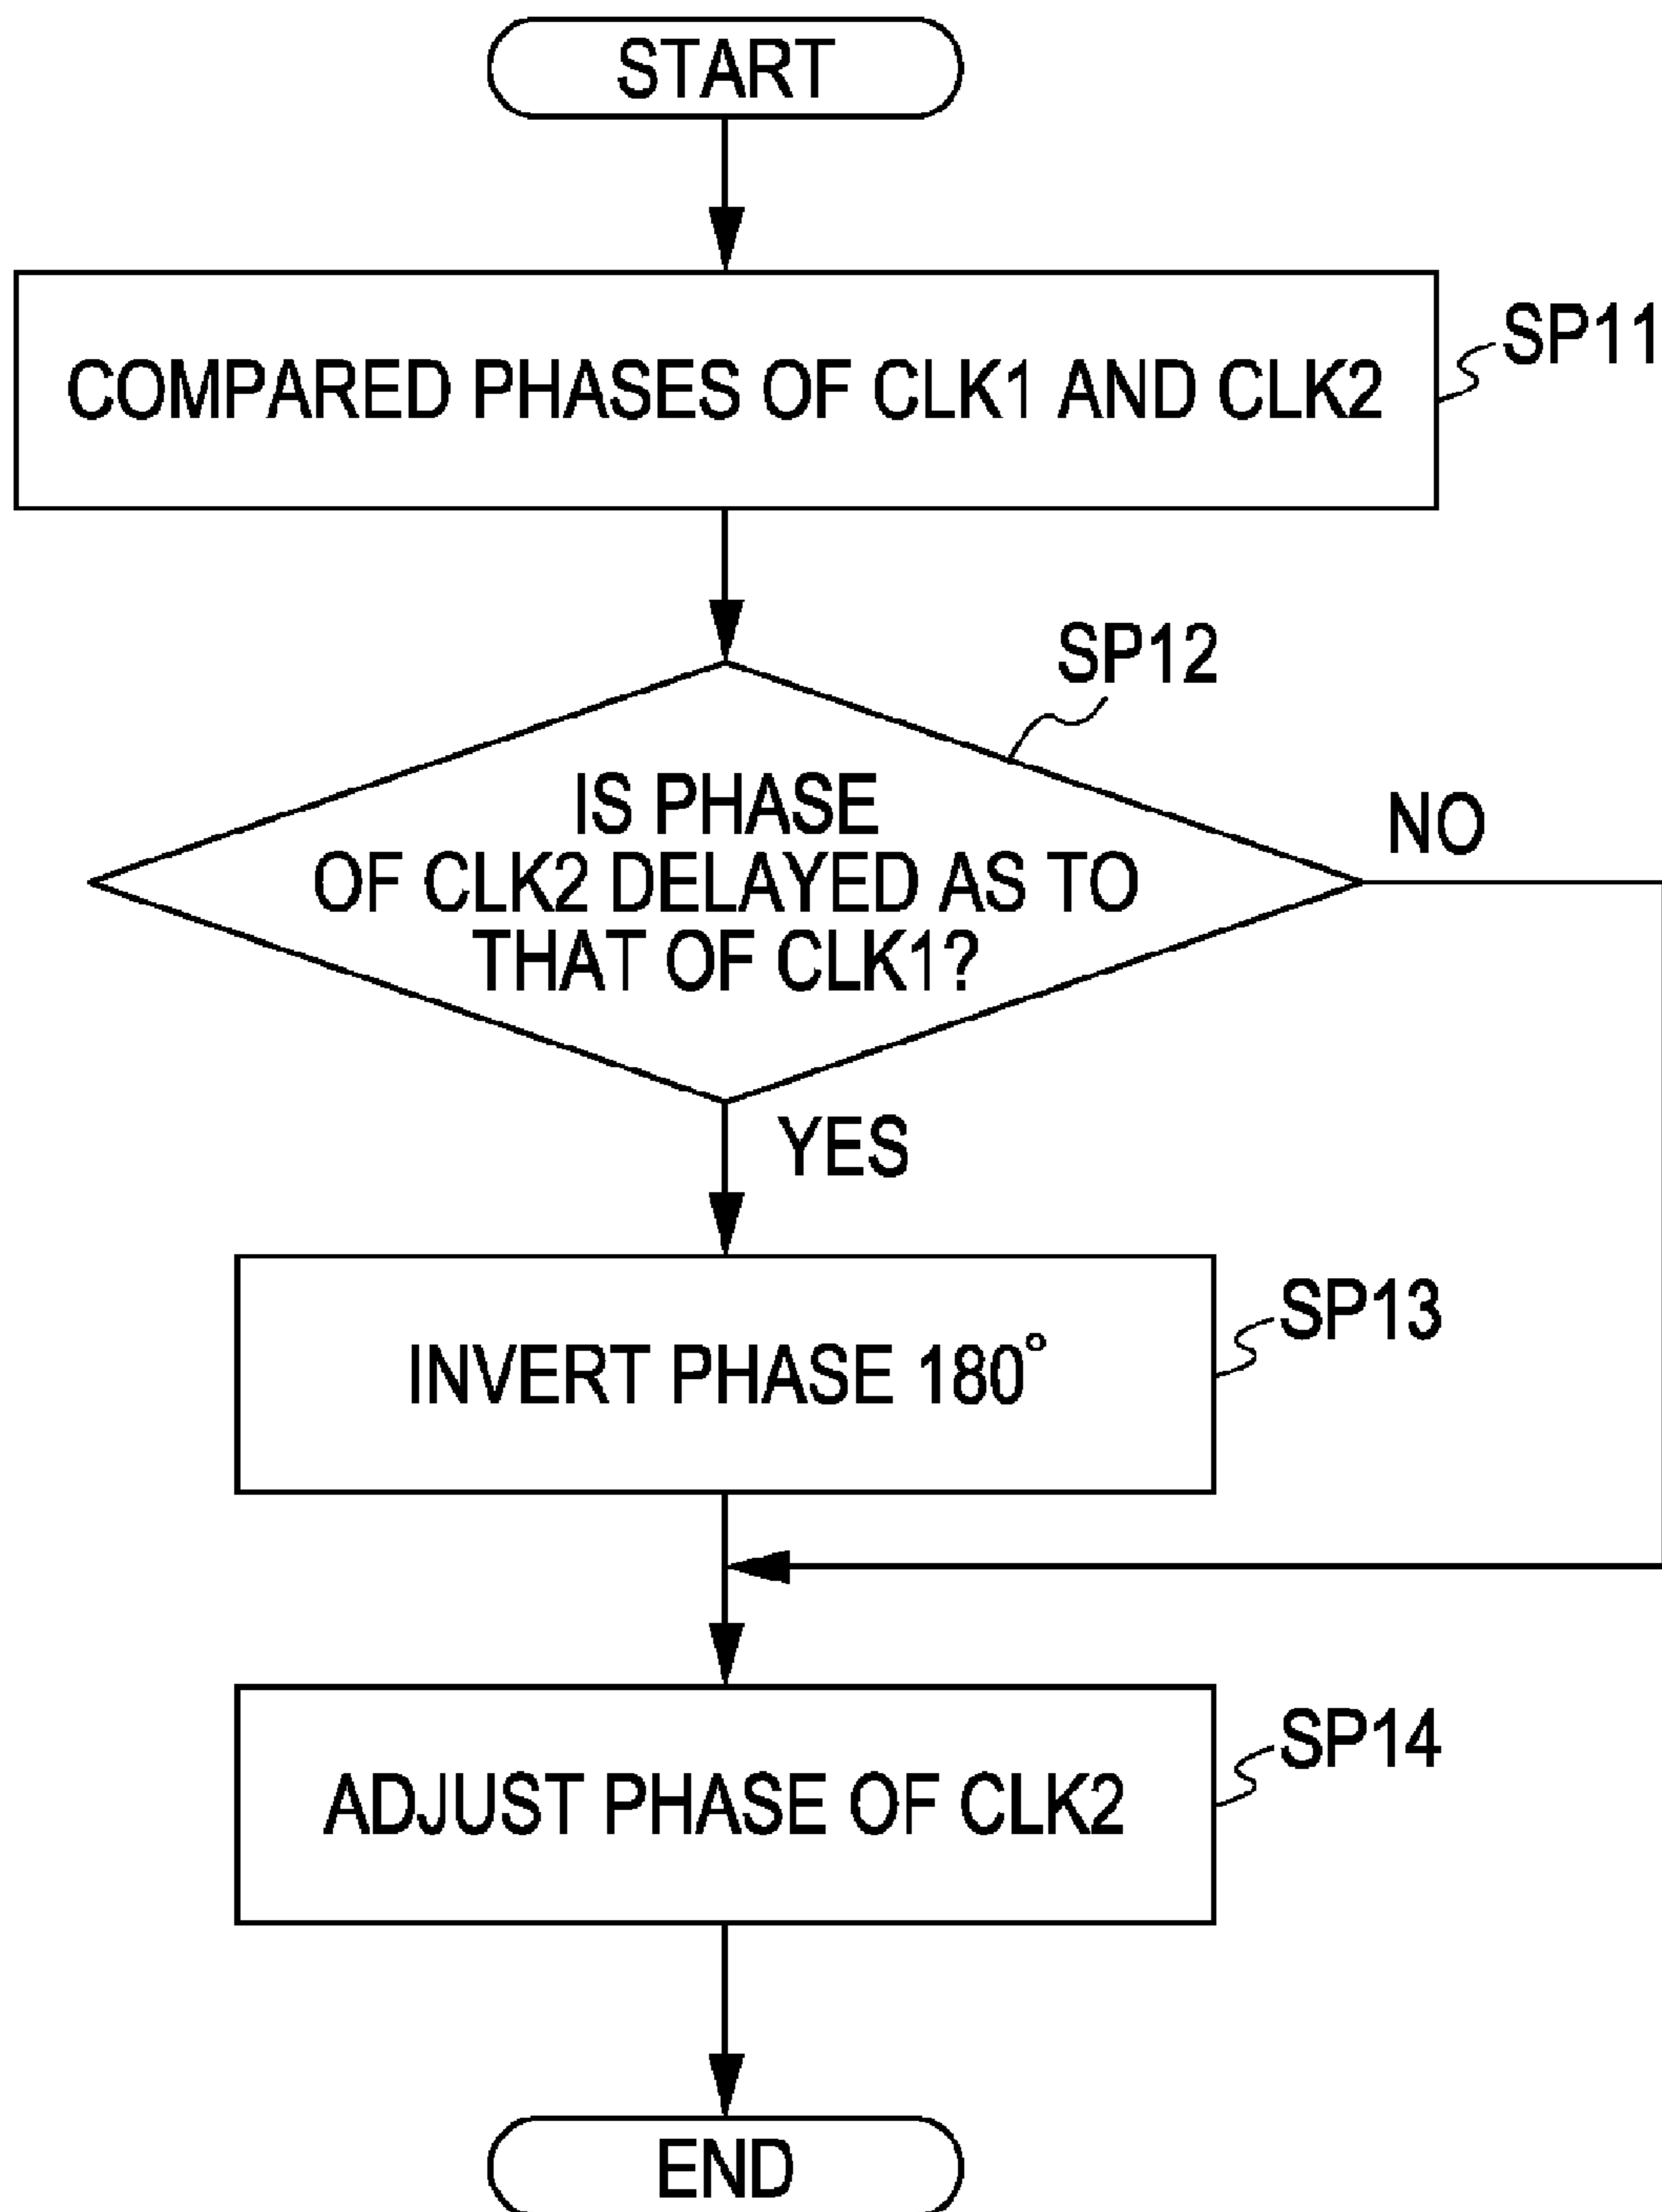 START
COMPARED PHASES OF CLK1 AND CLK2
SP11
SP12
IS PHASE
OF CLK2 DELAYED AS TO
THAT OF CLK1?
NO
YES
INVERT PHASE 180°
SP13
ADJUST PHASE OF CLK2
SP14
END